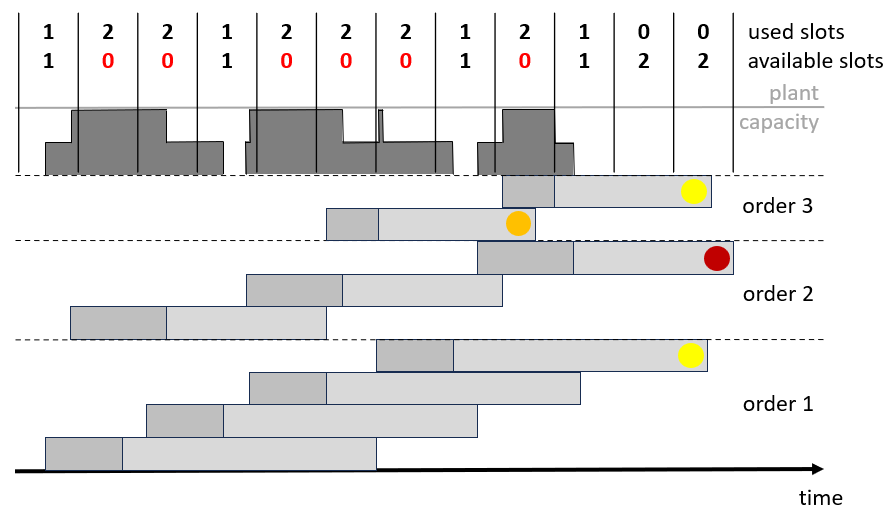 1 2 2 1 2 2 2 1 2 1 0 0 used slots
1 0 0 1 0 0 0 1 0 1 2 2 available slots
plant
capacity
order 3
order 2
order 1
time